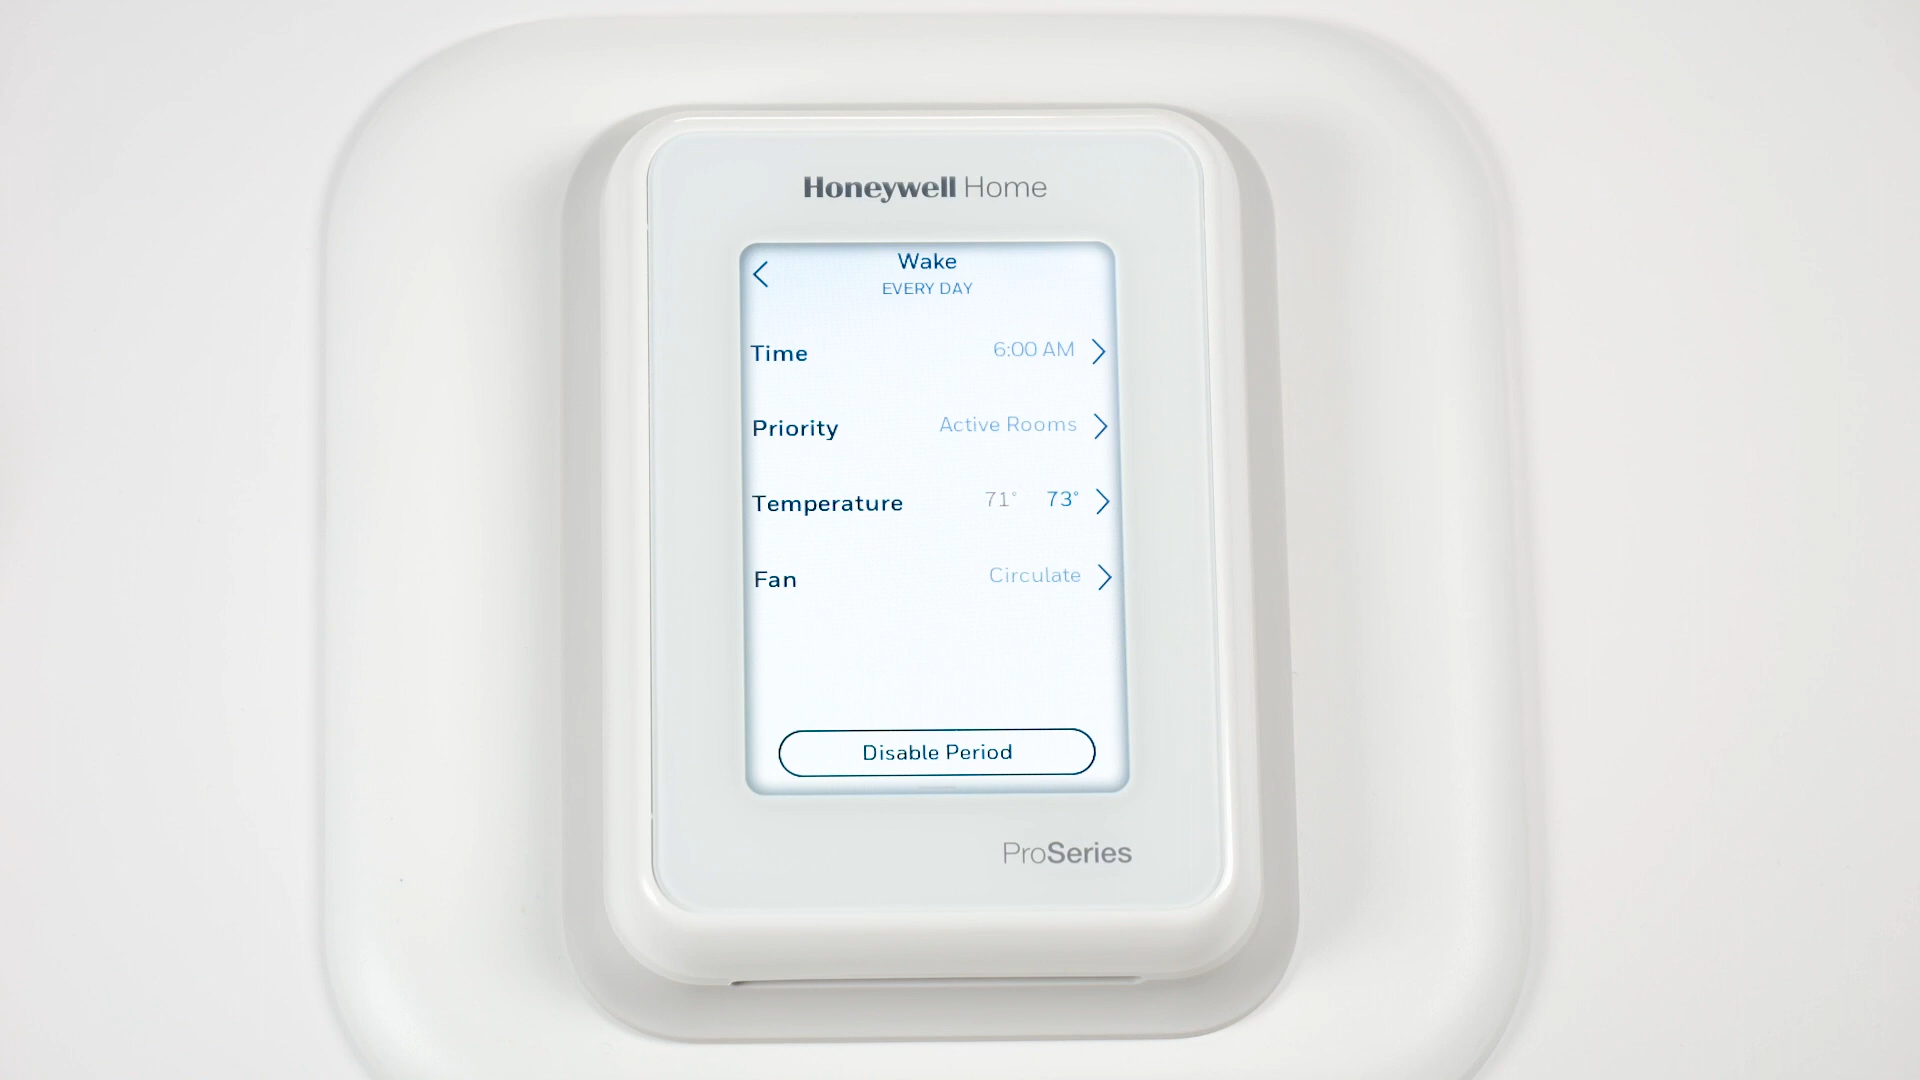 Honeywell Home
Wake
EVERY DAY
Time 6:00 AM
Priority Active Rooms
Temperature 71° 73°
Fan Circulate
Disable Period
ProSeries